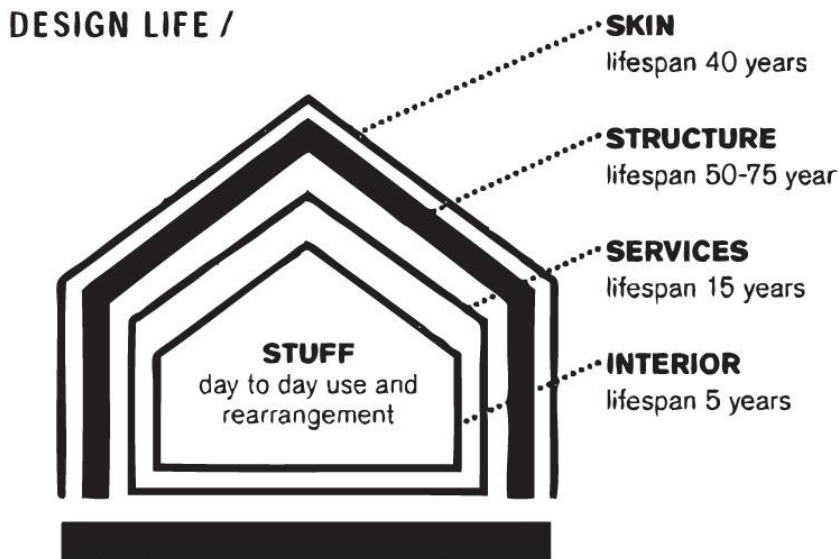 DESIGN LIFE /
SKIN
lifespan 40 years
STRUCTURE
lifespan 50-75 year
SERVICES
lifespan 15 years
INTERIOR
lifespan 5 years
STUFF
day to day use and
rearrangement